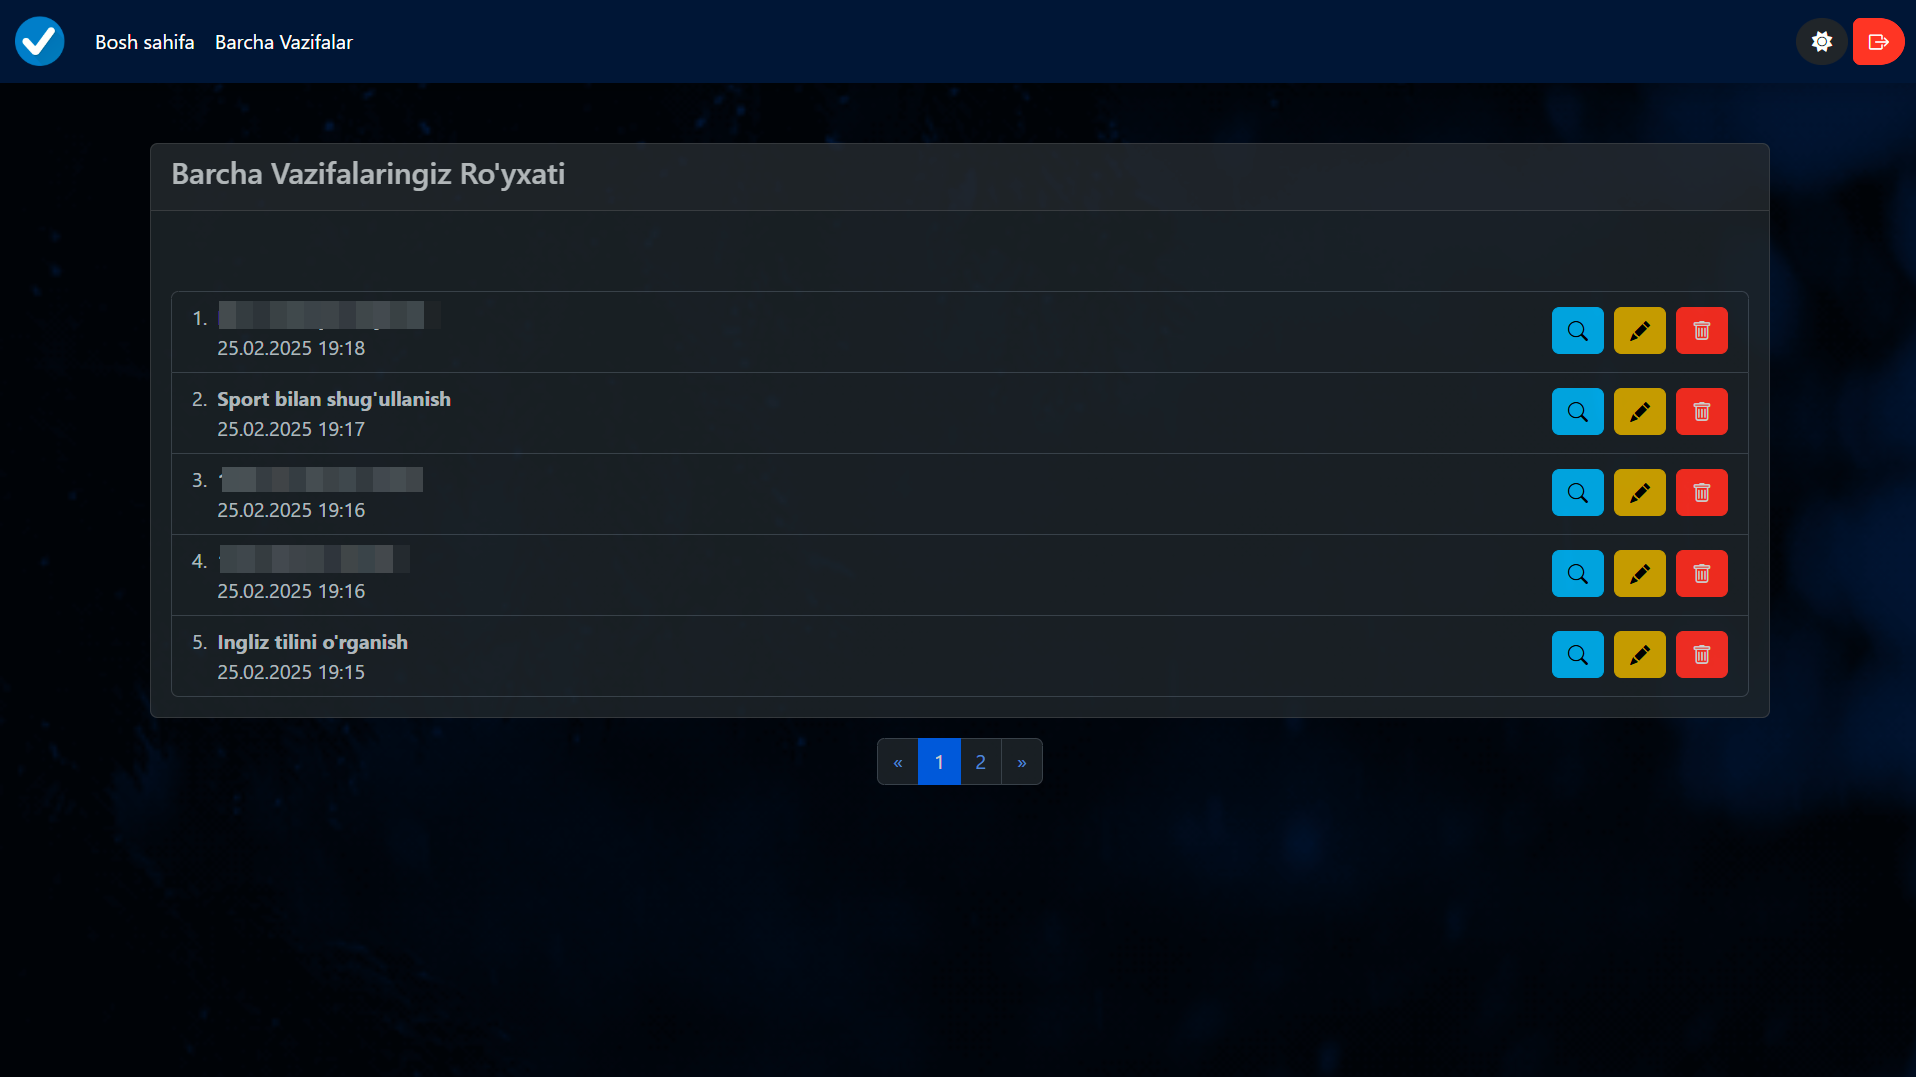 Bosh sahifa Barcha Vazifalar
Barcha Vazifalaringiz Ro'yxati
1.
25.02.2025 19:18
2. Sport bilan shug'ullanish
25.02.2025 19:17
3.
25.02.2025 19:16
4.
25.02.2025 19:16
5. Ingliz tilini o'rganish
25.02.2025 19:15
« 1 2 »